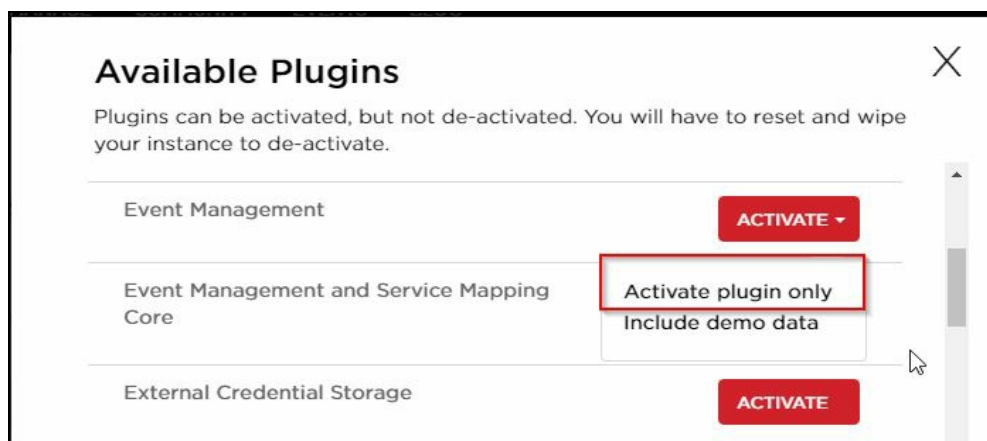 Available Plugins
Plugins can be activated, but not de-activated. You will have to reset and wipe
your instance to de-activate.
Event Management
ACTIVATE
Event Management and Service Mapping
Core
Activate plugin only
Include demo data
External Credential Storage
ACTIVATE